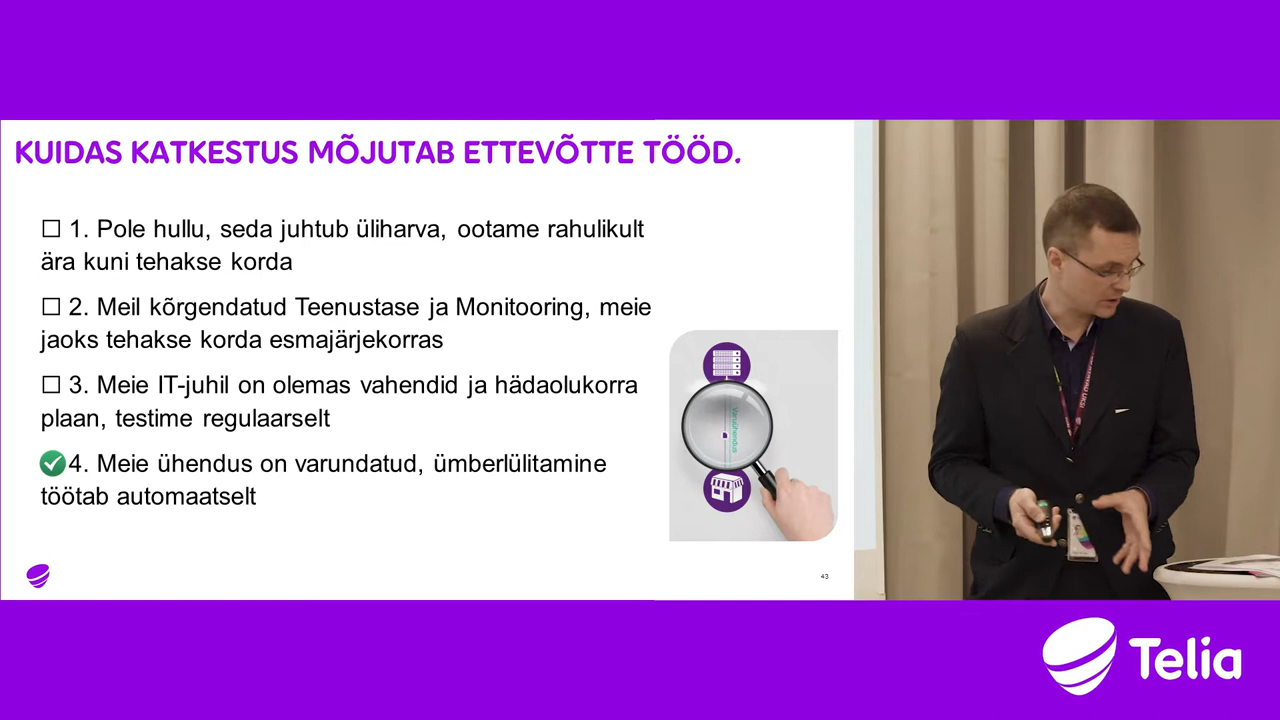 KUIDAS KATKESTUS MÕJUTAB ETTEVÕTTE TÖÖD.
☐ 1. Pole hullu, seda juhtub üliharva, ootame rahulikult
ära kuni tehakse korda
☐ 2. Meil kõrgendatud Teenustase ja Monitooring, meie
jaoks tehakse korda esmajärjekorras
☐ 3. Meie IT-juhil on olemas vahendid ja hädaolukorra
plaan, testime regulaarselt
✓ 4. Meie ühendus on varundatud, ümberlülitamine
töötab automaatselt
Varuühendus
43
Telia